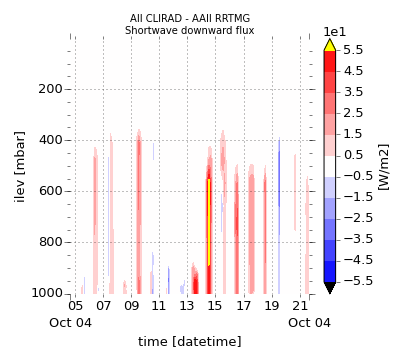 All CLIRAD - AAll RRTMG
Shortwave downward flux
1e1
5.5
4.5
3.5
2.5
1.5
0.5
−0.5
−1.5
−2.5
−3.5
−4.5
−5.5
[W/m2]
ilev [mbar]
200
400
600
800
1000
05 07 09 11 13 15 17 19 21
Oct 04 Oct 04
time [datetime]